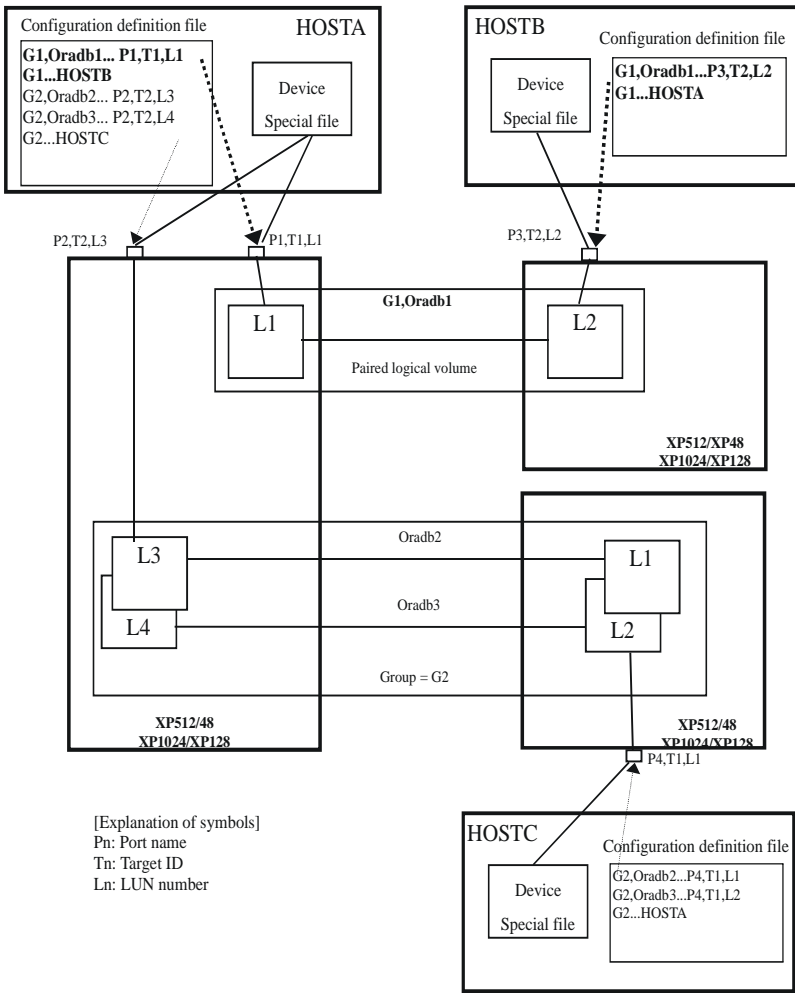 HOSTA
Configuration definition file
G1,Oradb1... P1,T1,L1
G1...HOSTB
G2,Oradb2... P2,T2,L3
G2,Oradb3... P2,T2,L4
G2...HOSTC
Device
Special file
HOSTB
Configuration definition file
G1,Oradb1...P3,T2,L2
G1...HOSTA
Device
Special file
P2,T2,L3
P1,T1,L1
P3,T2,L2
G1,Oradb1
L1
L2
Paired logical volume
XP512/XP48
XP1024/XP128
Oradb2
L3
L1
Oradb3
L4
L2
Group = G2
XP512/48
XP1024/XP128
XP512/48
XP1024/XP128
P4,T1,L1
[Explanation of symbols]
Pn: Port name
Tn: Target ID
Ln: LUN number
HOSTC
Configuration definition file
G2,Oradb2...P4,T1,L1
G2,Oradb3...P4,T1,L2
G2...HOSTA
Device
Special file